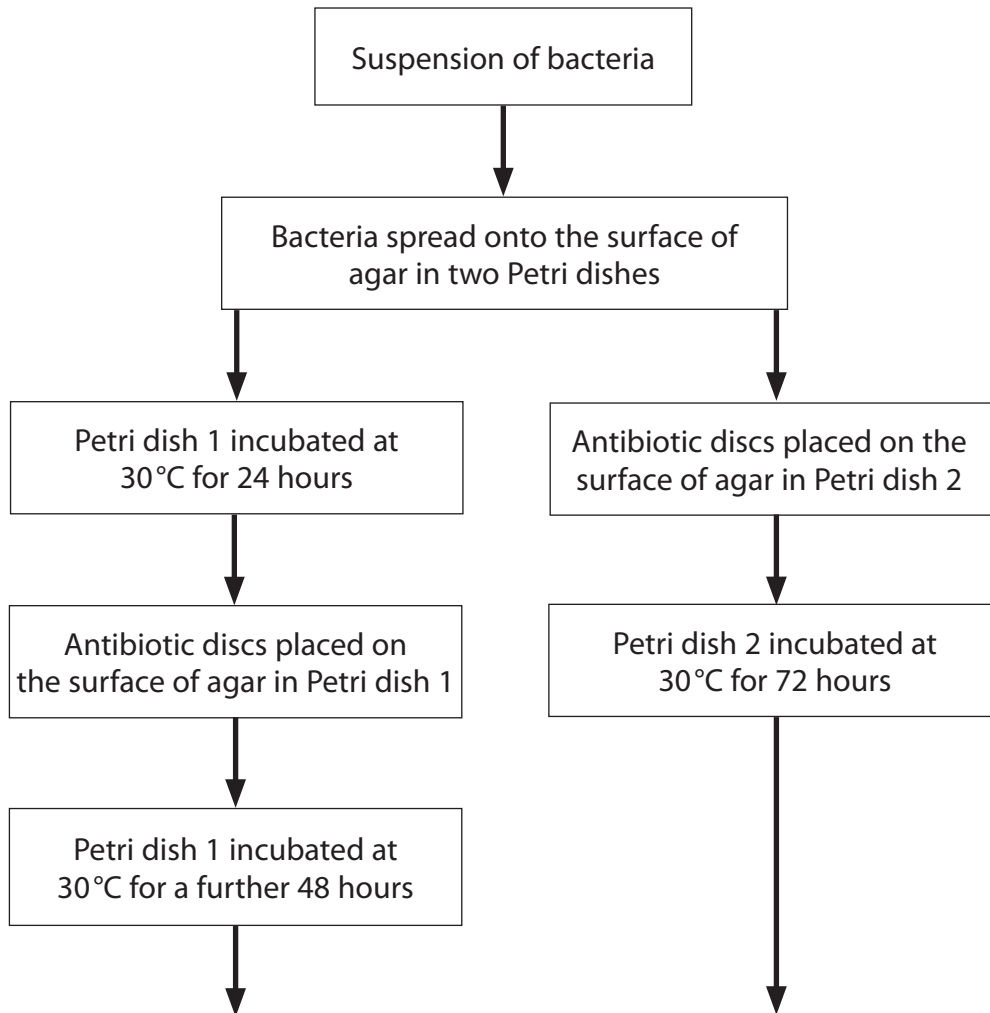 Suspension of bacteria
Bacteria spread onto the surface of
agar in two Petri dishes
Petri dish 1 incubated at
30°C for 24 hours
Antibiotic discs placed on the
surface of agar in Petri dish 2
Antibiotic discs placed on
the surface of agar in Petri dish 1
Petri dish 2 incubated at
30°C for 72 hours
Petri dish 1 incubated at
30°C for a further 48 hours